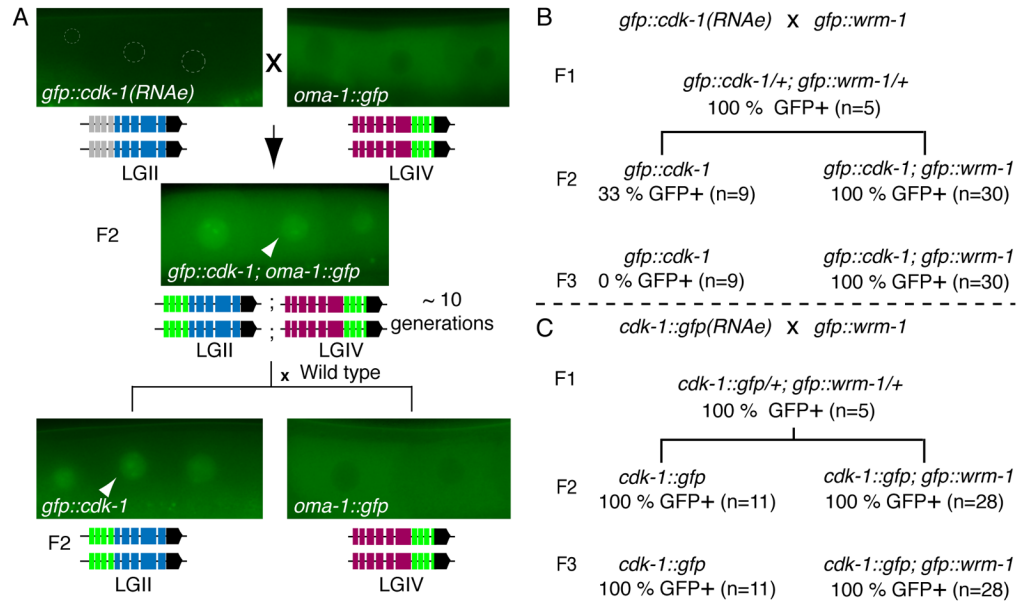 A
gfp::cdk-1(RNAe)
X
oma-1::gfp
LGII
LGIV
F2
gfp::cdk-1; oma-1::gfp
;
;
~ 10
generations
LGII
LGIV
x Wild type
gfp::cdk-1
oma-1::gfp
F2
LGII
LGIV
B
gfp::cdk-1(RNAe) x gfp::wrm-1
F1
gfp::cdk-1/+; gfp::wrm-1/+
100 % GFP+ (n=5)
F2
gfp::cdk-1
33 % GFP+ (n=9)
gfp::cdk-1; gfp::wrm-1
100 % GFP+ (n=30)
F3
gfp::cdk-1
0 % GFP+ (n=9)
gfp::cdk-1; gfp::wrm-1
100 % GFP+ (n=30)
C
cdk-1::gfp(RNAe) x gfp::wrm-1
F1
cdk-1::gfp/+; gfp::wrm-1/+
100 % GFP+ (n=5)
F2
cdk-1::gfp
100 % GFP+ (n=11)
cdk-1::gfp; gfp::wrm-1
100 % GFP+ (n=28)
F3
cdk-1::gfp
100 % GFP+ (n=11)
cdk-1::gfp; gfp::wrm-1
100 % GFP+ (n=28)